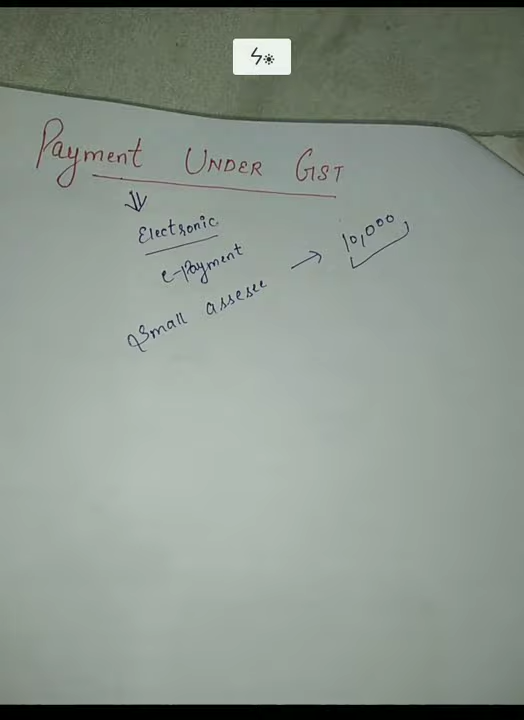 Payment UNDER GST
Electronic
e-Payment
Small assesee → 10,000